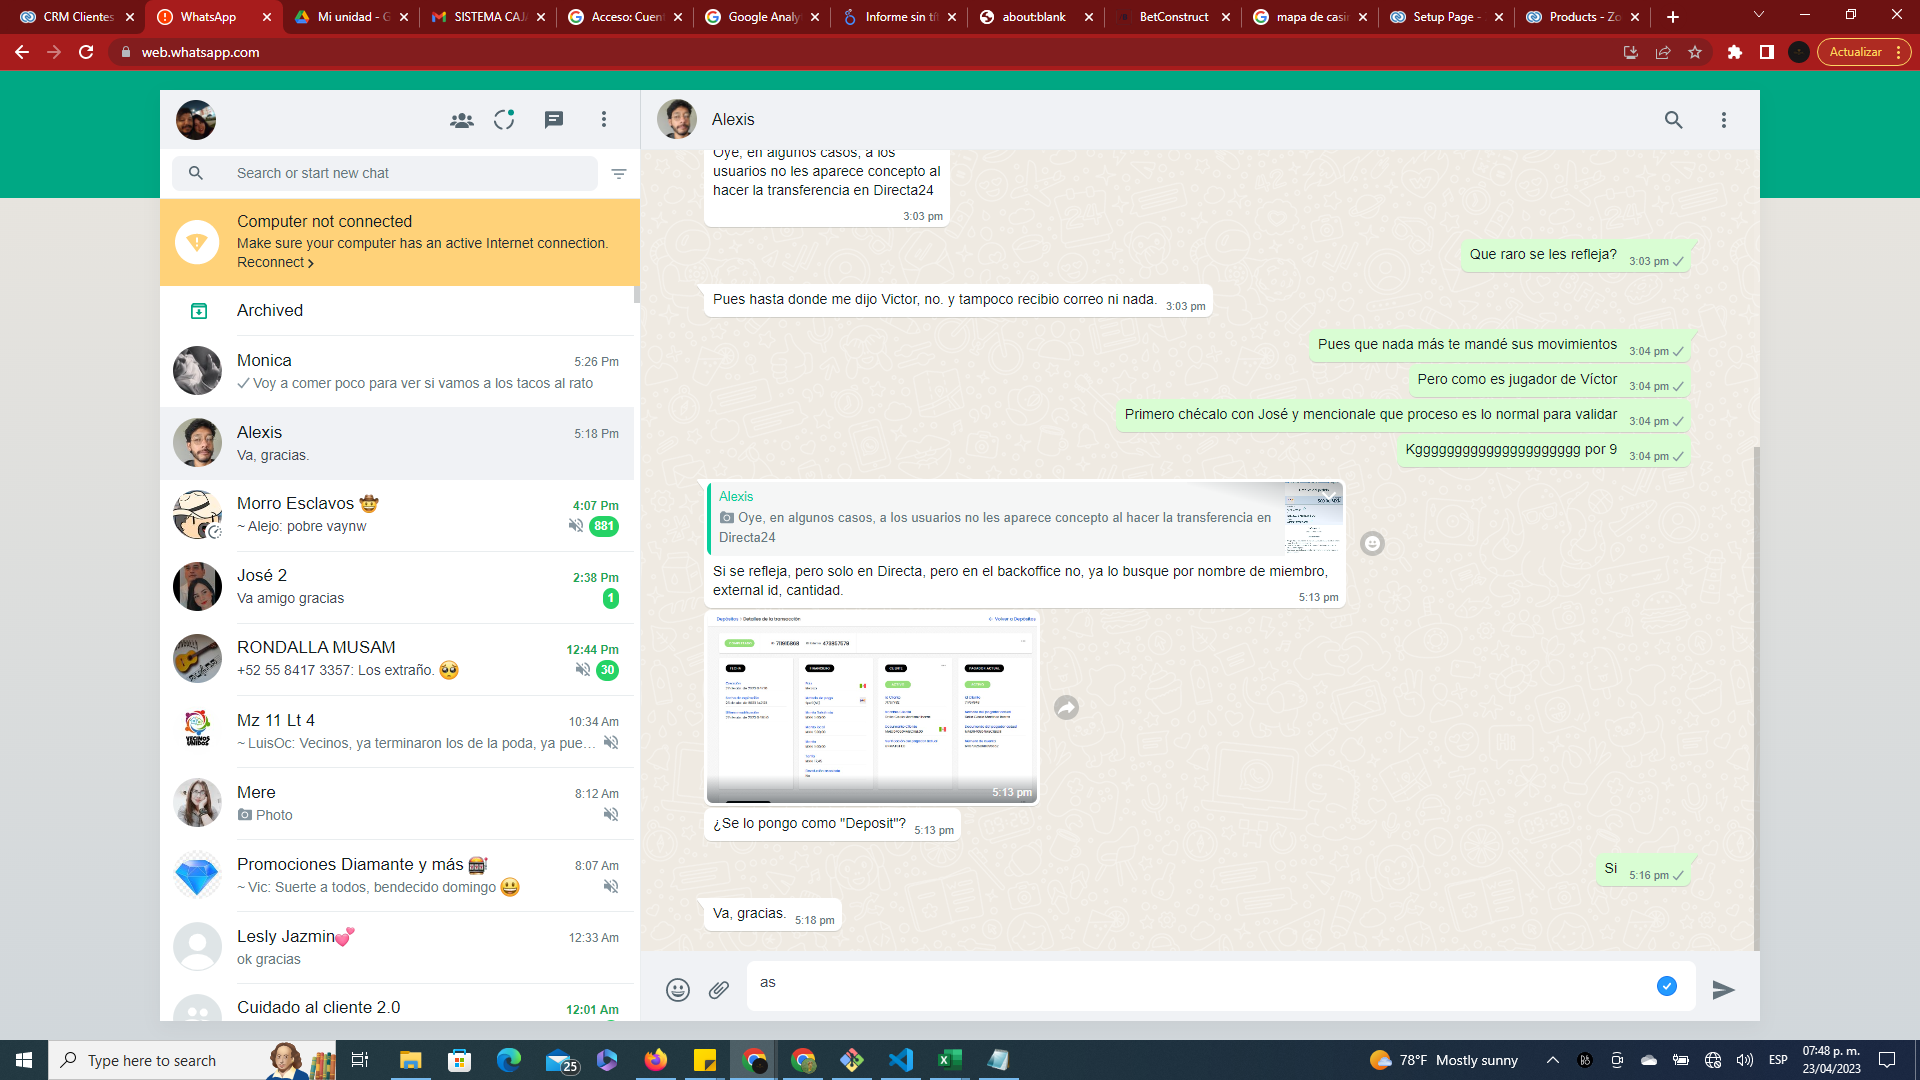 CRM Clientes
WhatsApp
Mi unidad - G
SISTEMA CAJ
Acceso: Cuen
Google Analy
Informe sin tí
about:blank
BetConstruct
mapa de casi
Setup Page -
Products - Zo
web.whatsapp.com
Actualizar
Search or start new chat
Computer not connected
Make sure your computer has an active Internet connection.
Reconnect
Archived
Monica
5:26 Pm
Voy a comer poco para ver si vamos a los tacos al rato
Alexis
5:18 Pm
Va, gracias.
Morro Esclavos 🤠
4:07 Pm
~ Alejo: pobre vaynw
881
José 2
2:38 Pm
Va amigo gracias
1
RONDALLA MUSAM
12:44 Pm
+52 55 8417 3357: Los extraño. 🥺
30
VECINOS
UNIDOS
Mz 11 Lt 4
10:34 Am
~ LuisOc: Vecinos, ya terminaron los de la poda, ya pue...
Mere
8:12 Am
Photo
Promociones Diamante y más 🎰
8:07 Am
~ Vic: Suerte a todos, bendecido domingo 😃
Lesly Jazmin💕
12:33 Am
ok gracias
Cuidado al cliente 2.0
12:01 Am
Alexis
Oye, en algunos casos, a los
usuarios no les aparece concepto al
hacer la transferencia en Directa24
3:03 pm
Que raro se les refleja?
3:03 pm
Pues hasta donde me dijo Victor, no. y tampoco recibio correo ni nada.
3:03 pm
Pues que nada más te mandé sus movimientos
3:04 pm
Pero como es jugador de Víctor
3:04 pm
Primero chécalo con José y mencionale que proceso es lo normal para validar
3:04 pm
Kggggggggggggggggggggg por 9
3:04 pm
Alexis
Oye, en algunos casos, a los usuarios no les aparece concepto al hacer la transferencia en
Directa24
Si se refleja, pero solo en Directa, pero en el backoffice no, ya lo busque por nombre de miembro,
external id, cantidad.
5:13 pm
Depósitos > Detalles de la transacción
Volver a Depósitos
FECHA
FINANCIERO
CLIENTE
PAGADOR ACTUAL
5:13 pm
¿Se lo pongo como "Deposit"?
5:13 pm
Si
5:16 pm
Va, gracias.
5:18 pm
as
Type here to search
25
78°F Mostly sunny
ESP
07:48 p. m.
23/04/2023